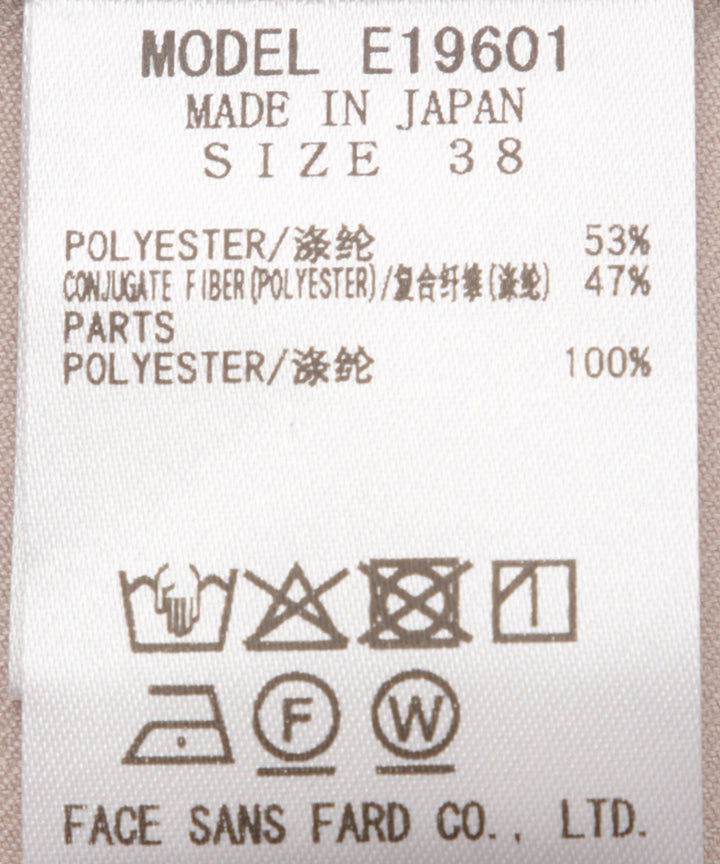 MODEL E19601
MADE IN JAPAN
SIZE 38
POLYESTER/涤纶 53%
CONJUGATE FIBER(POLYESTER)/复合纤维(涤纶) 47%
PARTS
POLYESTER/涤纶 100%
F W
FACE SANS FARD CO., LTD.